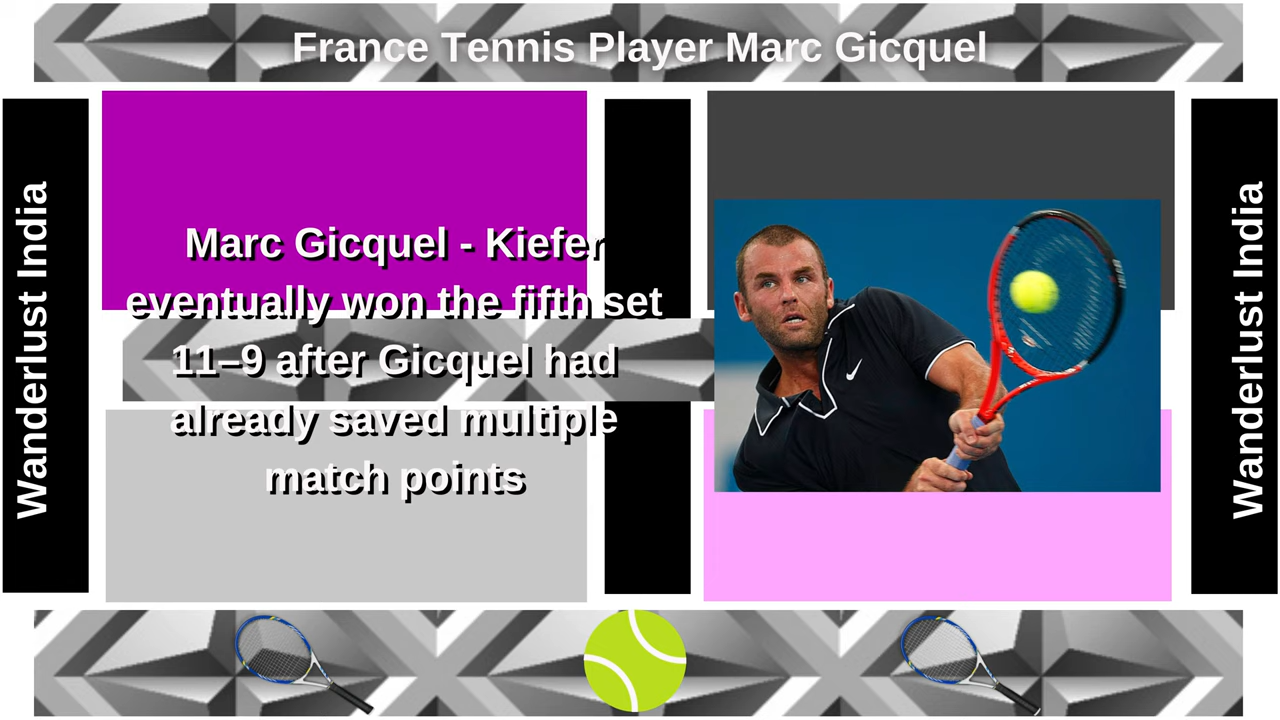 France Tennis Player Marc Gicquel
Wanderlust India
Marc Gicquel - Kiefer
eventually won the fifth set
11–9 after Gicquel had
already saved multiple
match points
Wanderlust India